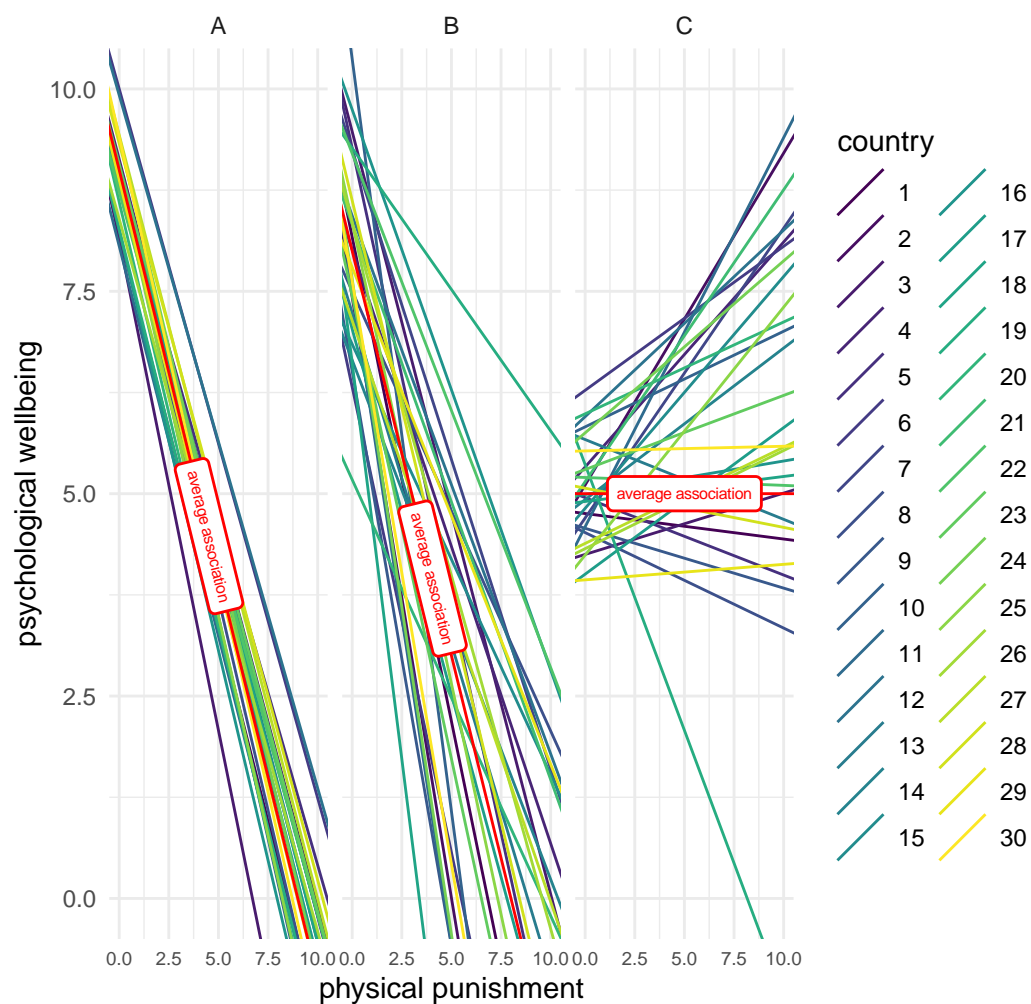 A B C
10.0
7.5
5.0
2.5
0.0
psychological wellbeing
average association
average association
average association
0.0 2.5 5.0 7.5 10.0 0.0 2.5 5.0 7.5 10.0 0.0 2.5 5.0 7.5 10.0
physical punishment
country
1 16
2 17
3 18
4 19
5 20
6 21
7 22
8 23
9 24
10 25
11 26
12 27
13 28
14 29
15 30